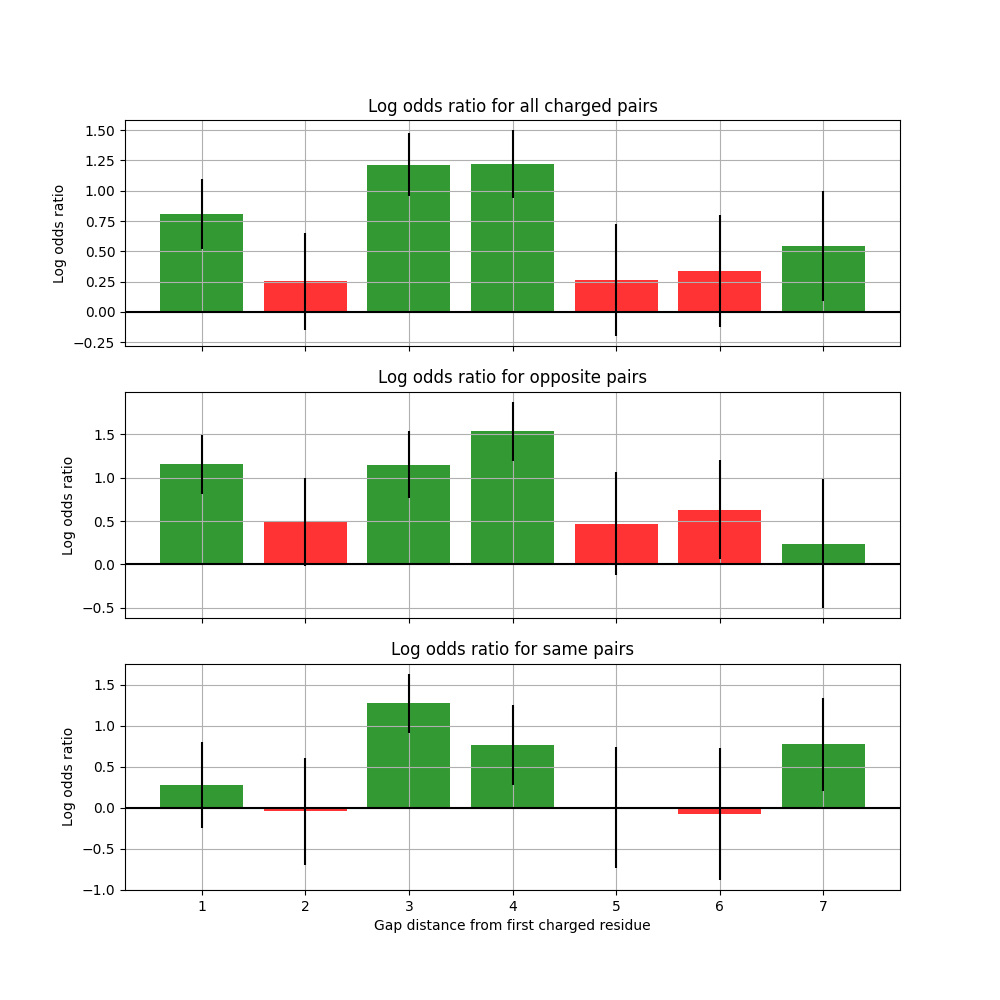 Log odds ratio for all charged pairs
Log odds ratio
1.50
1.25
1.00
0.75
0.50
0.25
0.00
−0.25
Log odds ratio for opposite pairs
Log odds ratio
1.5
1.0
0.5
0.0
−0.5
Log odds ratio for same pairs
Log odds ratio
1.5
1.0
0.5
0.0
−0.5
−1.0
1 2 3 4 5 6 7
Gap distance from first charged residue